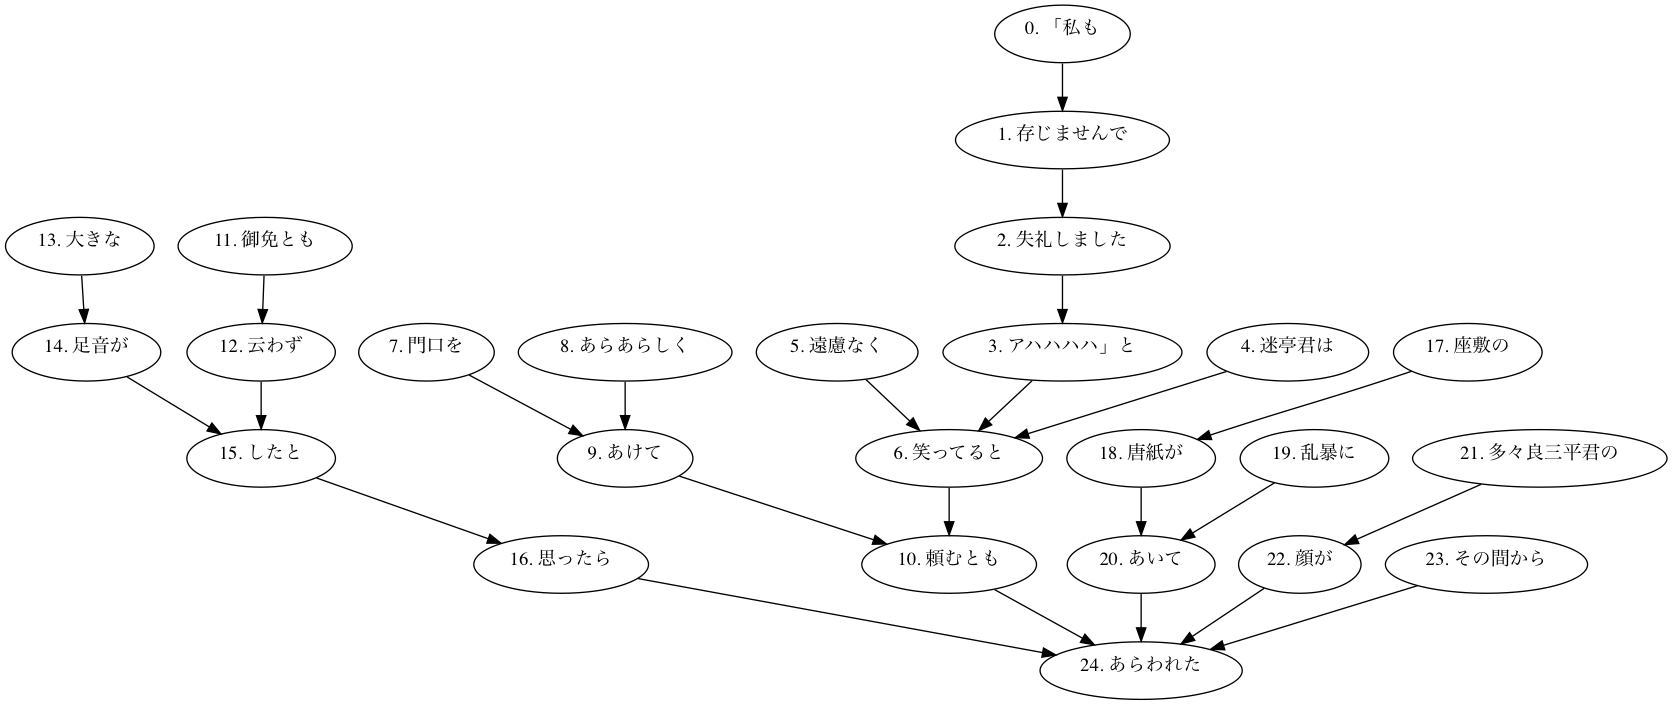 0. 「私も
1. 存じませんで
13. 大きな
11. 御免とも
2. 失礼しました
14. 足音が
12. 云わず
7. 門口を
8. あらあらしく
5. 遠慮なく
3. アハハハハ」と
4. 迷亭君は
17. 座敷の
15. したと
9. あけて
6. 笑ってると
18. 唐紙が
19. 乱暴に
21. 多々良三平君の
16. 思ったら
10. 頼むとも
20. あいて
22. 顔が
23. その間から
24. あらわれた